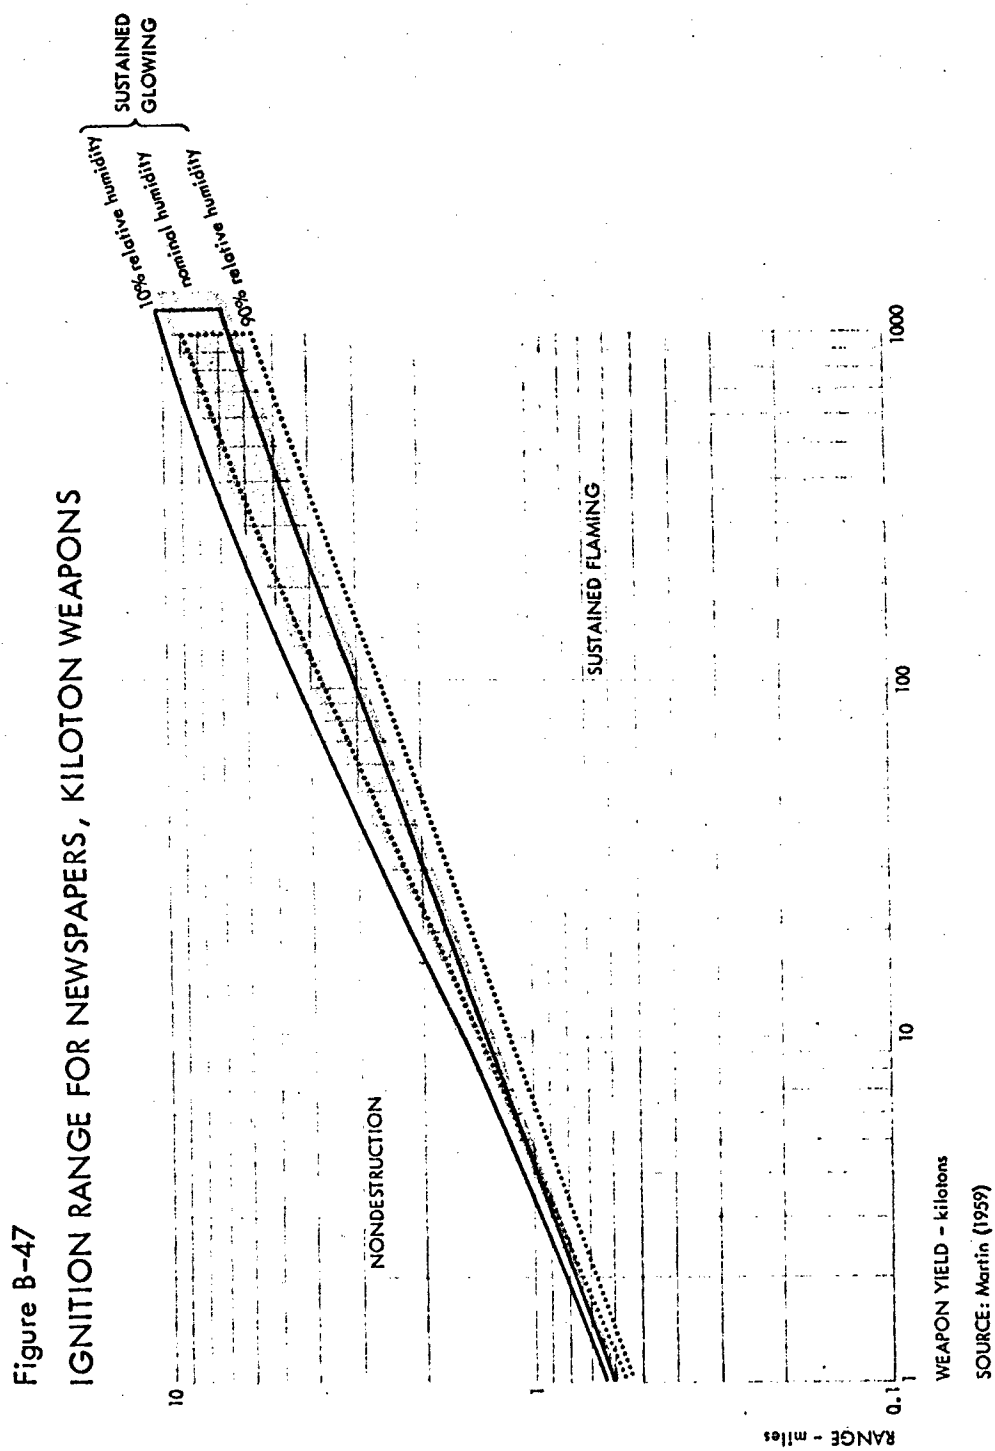 Figure B-47
IGNITION RANGE FOR NEWSPAPERS, KILOTON WEAPONS
10
1
0.1
RANGE - miles
NONDESTRUCTION
SUSTAINED FLAMING
10% relative humidity
nominal humidity
90% relative humidity
SUSTAINED
GLOWING
1
10
100
1000
WEAPON YIELD - kilotons
SOURCE: Martin (1959)